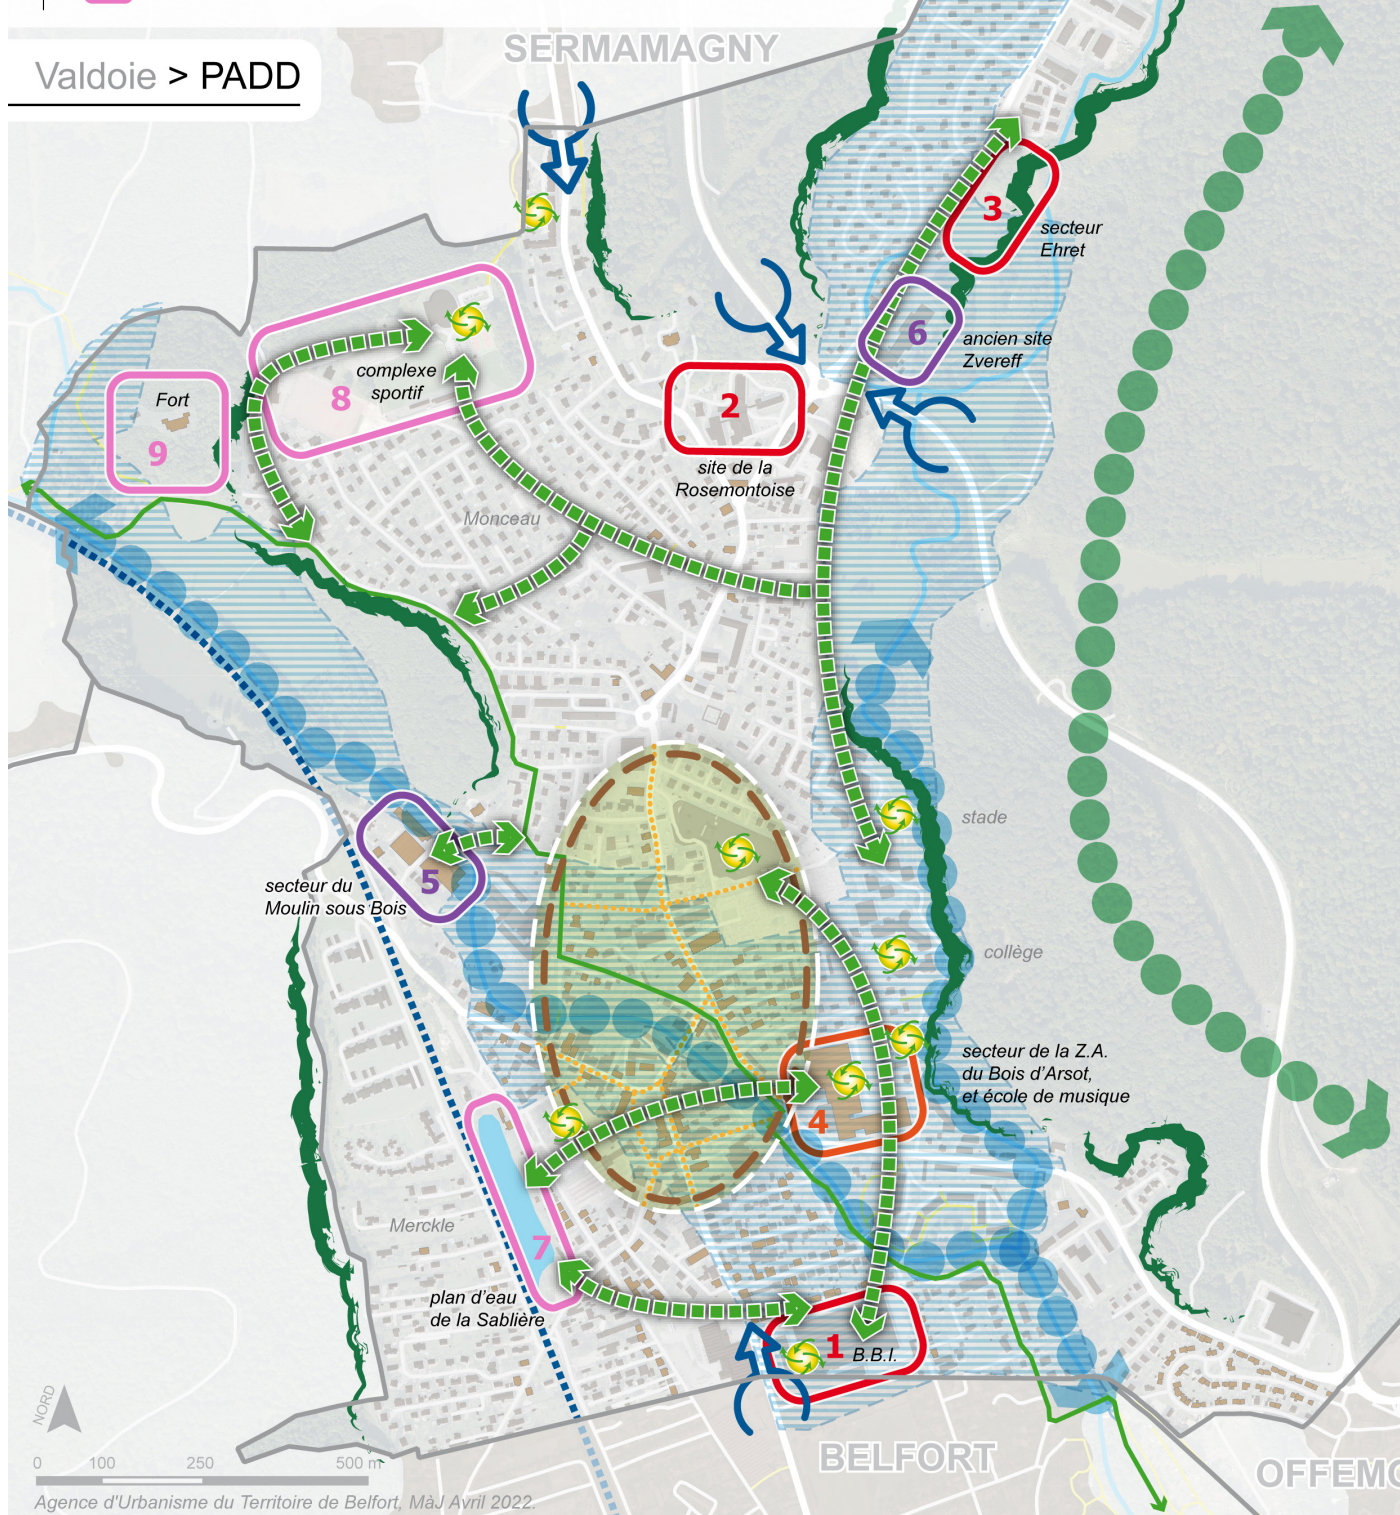 SERMAMAGNY
Valdoie > PADD
3
secteur
Ehret
6
ancien site
Zvereff
complexe
sportif
8
Fort
9
2
site de la
Rosemontoise
Monceau
stade
5
secteur du
Moulin sous Bois
collège
secteur de la Z.A.
du Bois d'Arsot,
et école de musique
4
Merckle
7
plan d'eau
de la Sablière
1 B.B.I.
NORD
0 100 250 500 m
BELFORT
OFFEMO
Agence d'Urbanisme du Territoire de Belfort, MàJ Avril 2022.